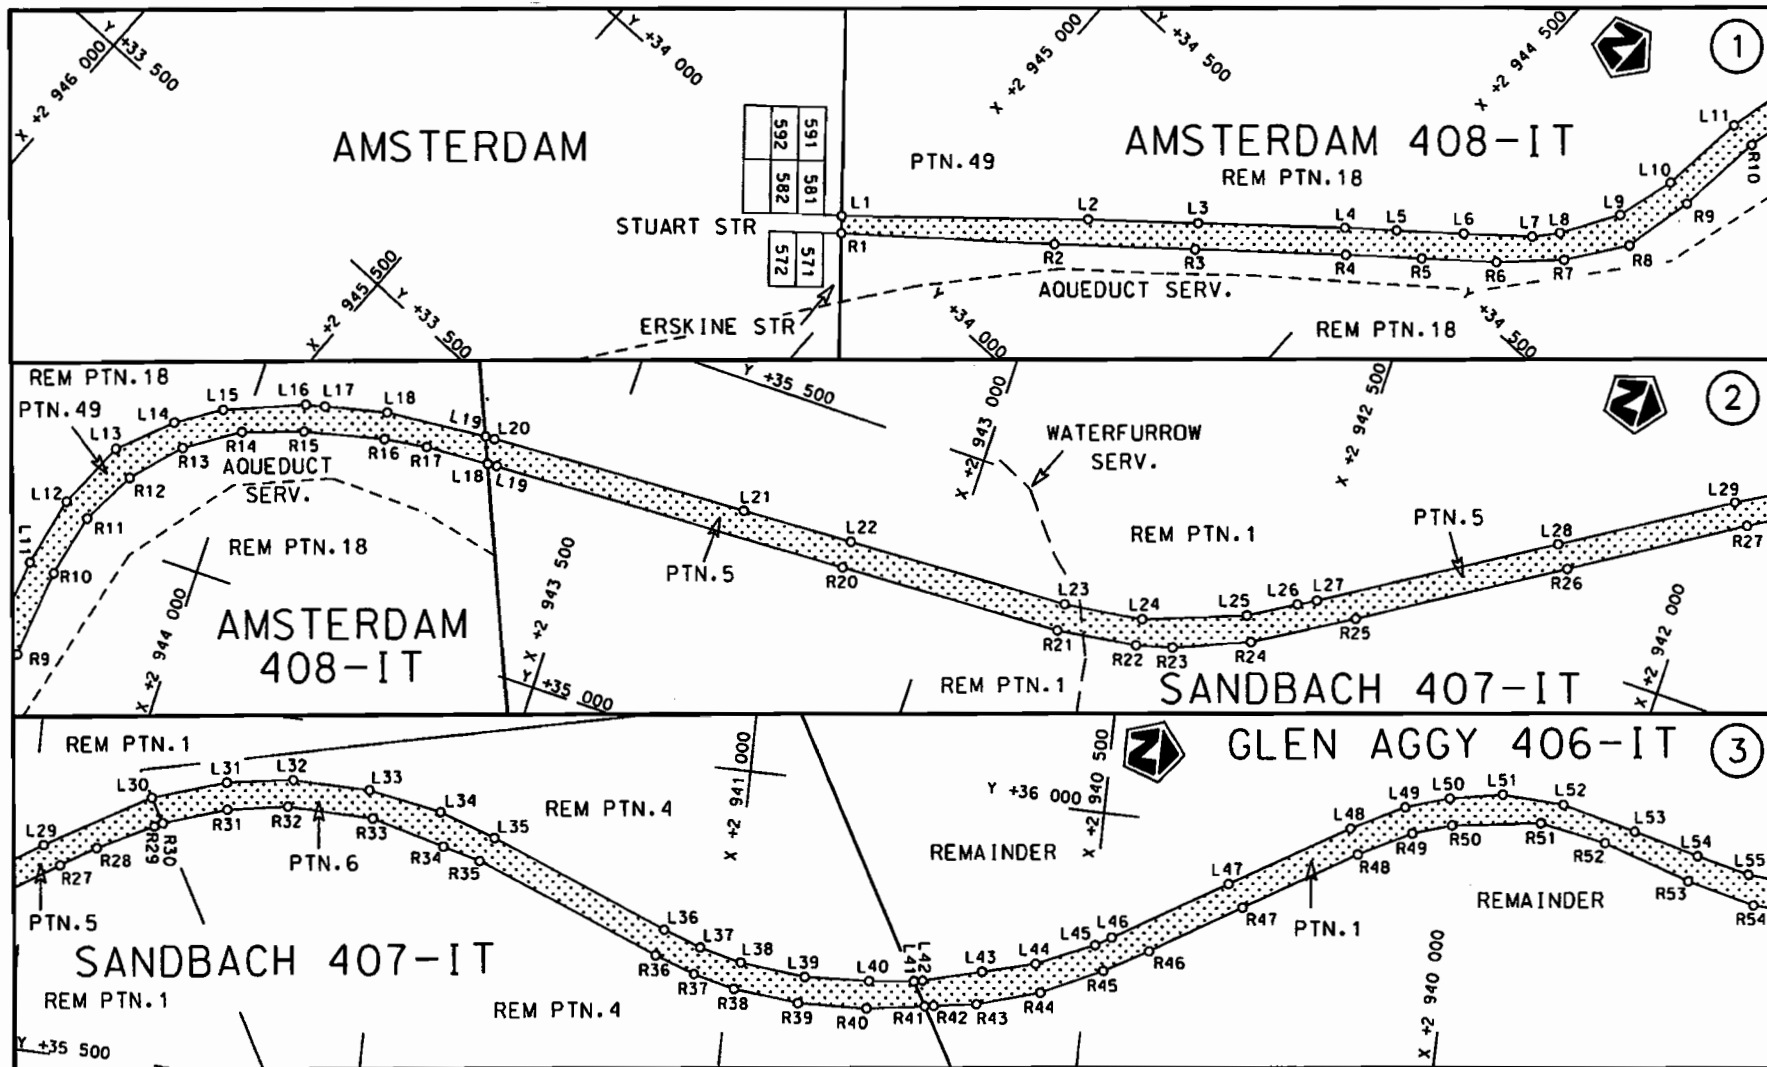 X +2 946 000
Y +33 500
Y +34 000
X +2 945 000
Y +34 500
X +2 944 500
N
1
AMSTERDAM
591 581
592 582
571
572
STUART STR
ERSKINE STR
X +2 945 500
Y +33 500
PTN.49
AMSTERDAM 408-IT
REM PTN.18
L1 L2 L3 L4 L5 L6 L7 L8 L9 L10 L11
R1 R2 R3 R4 R5 R6 R7 R8 R9 R10
AQUEDUCT SERV.
REM PTN.18
Y +34 000
Y +34 500
REM PTN.18
PTN.49
L11 L12 L13 L14 L15 L16 L17 L18 L19 L20 L21 L22 L23 L24 L25 L26 L27 L28 L29
R9 R10 R11 R12 R13 R14 R15 R16 R17 L18 L19 R20 R21 R22 R23 R24 R25 R26 R27
AQUEDUCT
SERV.
REM PTN.18
X +2 944 000
AMSTERDAM
408-IT
X +2 943 500
Y +35 000
Y +35 500
PTN.5
X +2 943 000
WATERFURROW
SERV.
X +2 942 500
REM PTN.1
PTN.5
REM PTN.1
SANDBACH 407-IT
X +2 942 000
N
2
REM PTN.1
L29 L30 L31 L32 L33 L34 L35 L36 L37 L38 L39 L40 L41 L42 L43 L44 L45 L46 L47 L48 L49 L50 L51 L52 L53 L54 L55
R27 R28 R29 R30 R31 R32 R33 R34 R35 R36 R37 R38 R39 R40 R41 R42 R43 R44 R45 R46 R47 R48 R49 R50 R51 R52 R53 R54
PTN.5
PTN.6
REM PTN.4
X +2 941 000
SANDBACH 407-IT
REM PTN.1
REM PTN.4
Y +35 500
REMAINDER
Y +36 000
X +2 940 500
N
GLEN AGGY 406-IT
3
PTN.1
REMAINDER
X +2 940 000